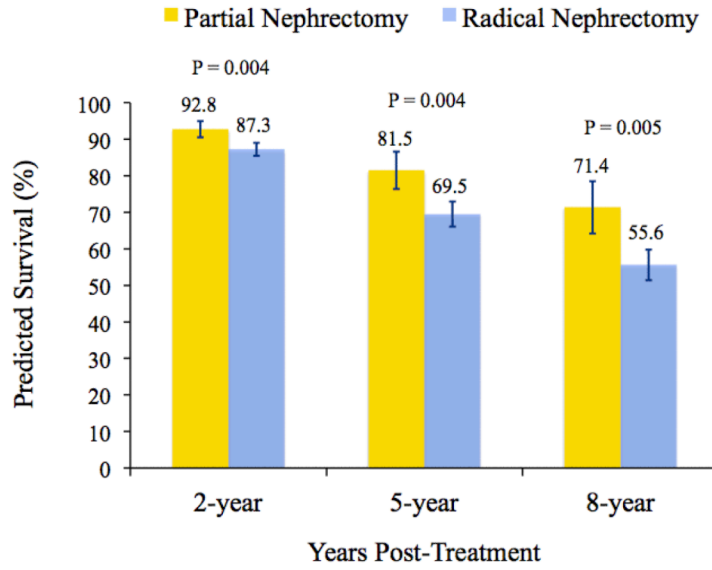 Partial Nephrectomy Radical Nephrectomy
P = 0.004
P = 0.004
P = 0.005
92.8 87.3
81.5 69.5
71.4 55.6
100
90
80
70
60
50
40
30
20
10
0
Predicted Survival (%)
2-year 5-year 8-year
Years Post-Treatment